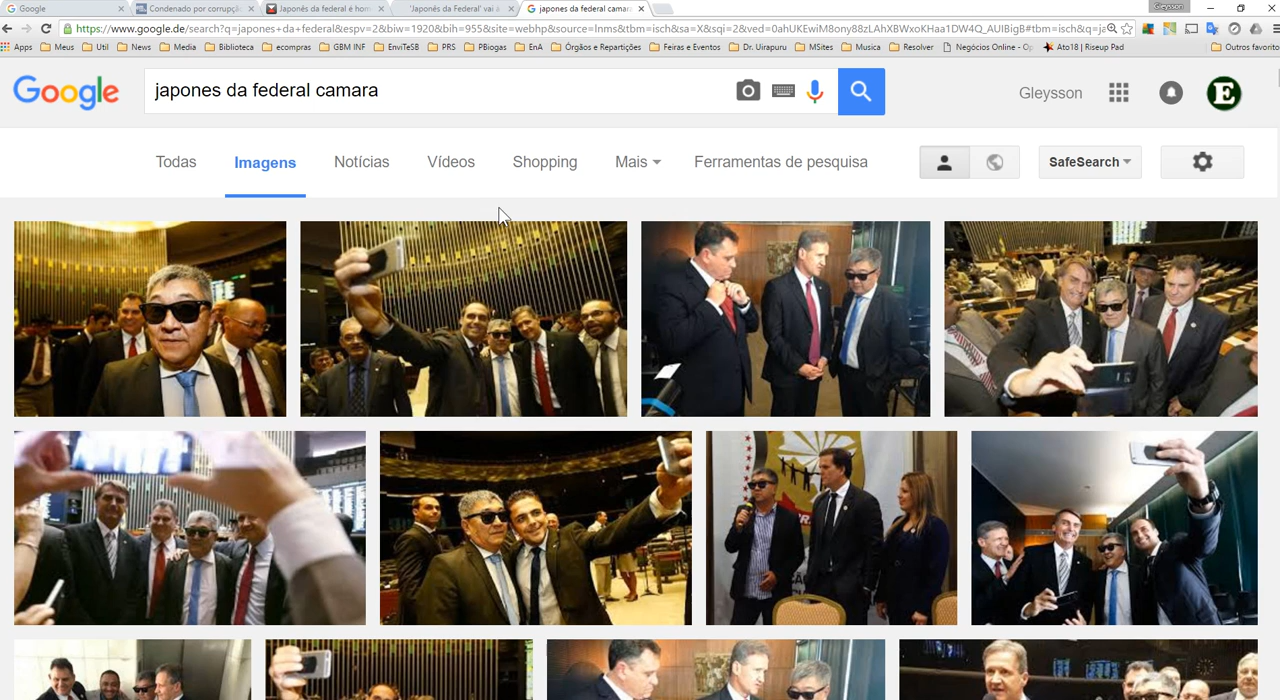 Google
Condenado por corrupçã
Japonês da federal é hom
'Japonês da Federal' vai à
japones da federal camara
Gleysson
https://www.google.de/search?q=japones+da+federal&espv=2&biw=1920&bih=955&site=webhp&source=lnms&tbm=isch&sa=X&sqi=2&ved=0ahUKEwiM8ony88zLAhXBWxoKHaa1DW4Q_AUIBigB#tbm=isch&q=ja
Apps
Meus
Util
News
Media
Biblioteca
ecompras
GBM INF
EnviTeSB
PRS
PBiogas
EnA
Órgãos e Repartições
Feiras e Eventos
Dr. Uirapuru
MSites
Musica
Resolver
Negócios Online - Op
Ato18 | Riseup Pad
Outros favorito
Google
japones da federal camara
Gleysson
E
Todas
Imagens
Notícias
Vídeos
Shopping
Mais
Ferramentas de pesquisa
SafeSearch